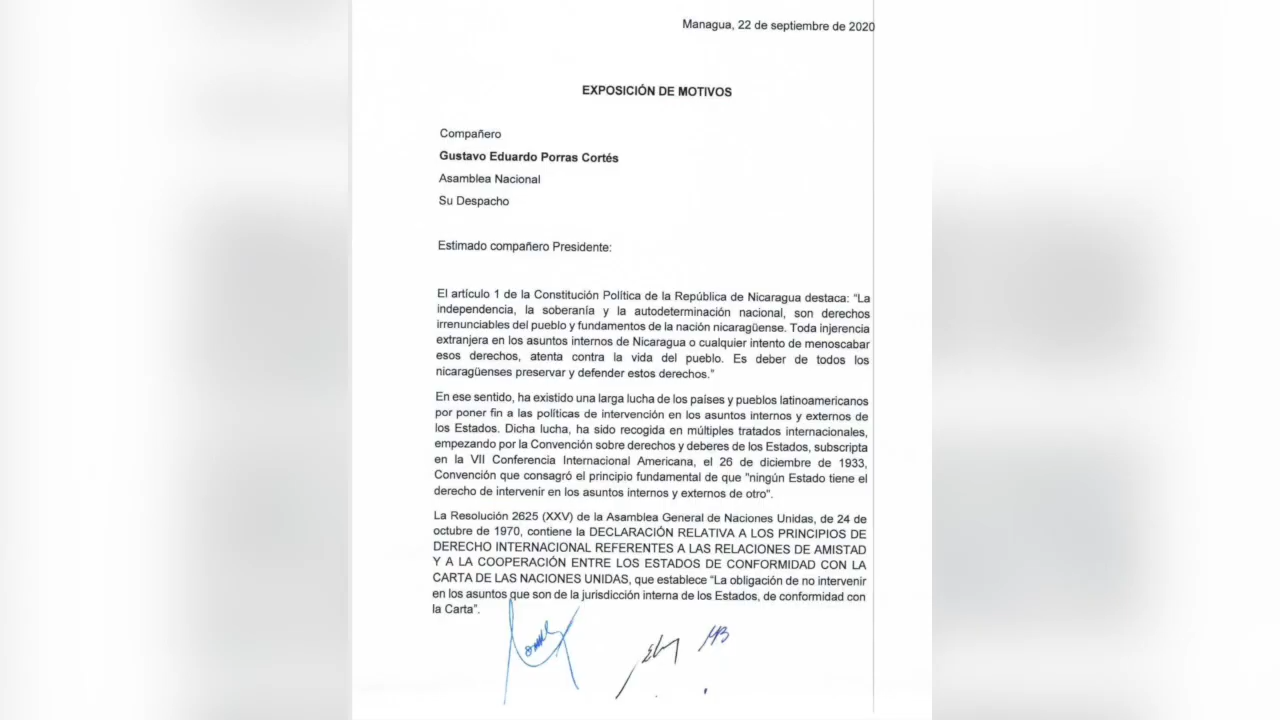 Managua, 22 de septiembre de 2020
EXPOSICIÓN DE MOTIVOS
Compañero
Gustavo Eduardo Porras Cortés
Asamblea Nacional
Su Despacho
Estimado compañero Presidente:
El artículo 1 de la Constitución Política de la República de Nicaragua destaca: “La
independencia, la soberanía y la autodeterminación nacional, son derechos
irrenunciables del pueblo y fundamentos de la nación nicaragüense. Toda injerencia
extranjera en los asuntos internos de Nicaragua o cualquier intento de menoscabar
esos derechos, atenta contra la vida del pueblo. Es deber de todos los
nicaragüenses preservar y defender estos derechos.”
En ese sentido, ha existido una larga lucha de los países y pueblos latinoamericanos
por poner fin a las políticas de intervención en los asuntos internos y externos de
los Estados. Dicha lucha, ha sido recogida en múltiples tratados internacionales,
empezando por la Convención sobre derechos y deberes de los Estados, subscripta
en la VII Conferencia Internacional Americana, el 26 de diciembre de 1933,
Convención que consagró el principio fundamental de que "ningún Estado tiene el
derecho de intervenir en los asuntos internos y externos de otro".
La Resolución 2625 (XXV) de la Asamblea General de Naciones Unidas, de 24 de
octubre de 1970, contiene la DECLARACIÓN RELATIVA A LOS PRINCIPIOS DE
DERECHO INTERNACIONAL REFERENTES A LAS RELACIONES DE AMISTAD
Y A LA COOPERACIÓN ENTRE LOS ESTADOS DE CONFORMIDAD CON LA
CARTA DE LAS NACIONES UNIDAS, que establece “La obligación de no intervenir
en los asuntos que son de la jurisdicción interna de los Estados, de conformidad con
la Carta”.